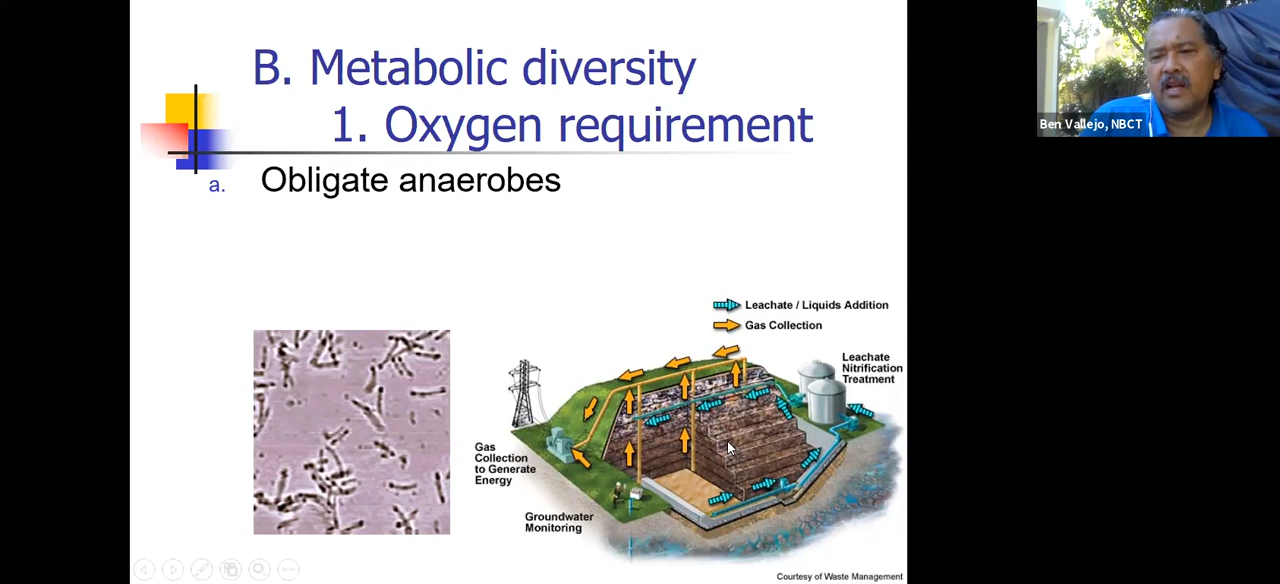 B. Metabolic diversity
1. Oxygen requirement
a. Obligate anaerobes
Leachate / Liquids Addition
Gas Collection
Leachate
Nitrification
Treatment
Gas
Collection
to Generate
Energy
Groundwater
Monitoring
Courtesy of Waste Management
Ben Vallejo, NBCT